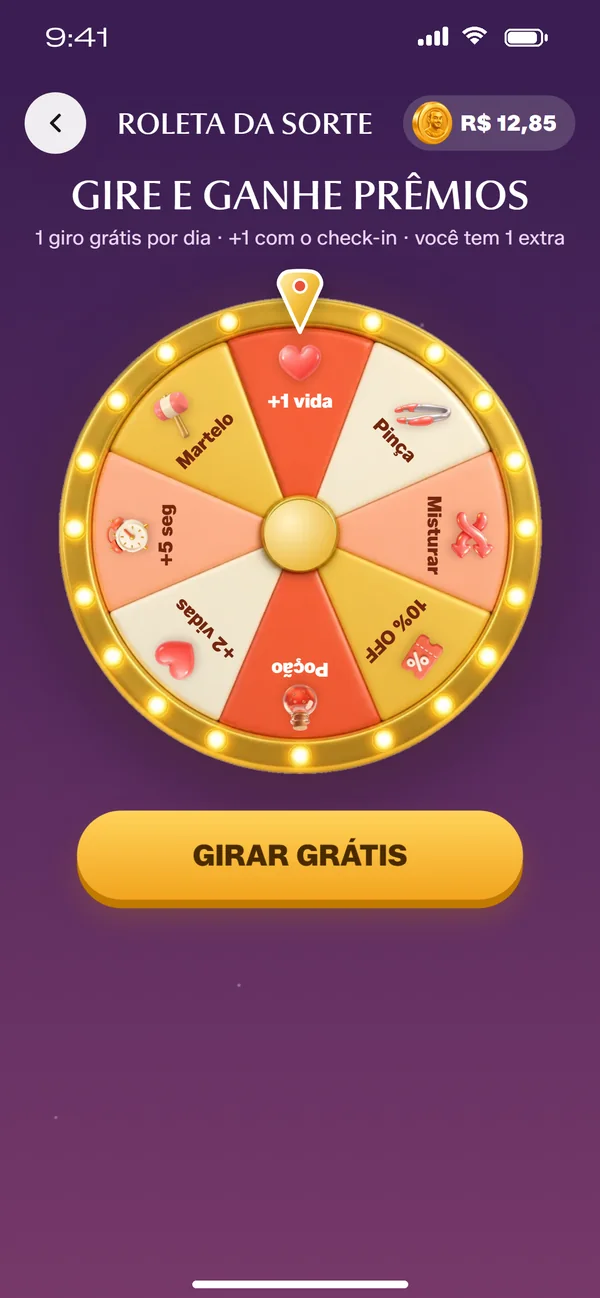 9:41
ROLETA DA SORTE
R$ 12,85
GIRE E GANHE PRÊMIOS
1 giro grátis por dia · +1 com o check-in · você tem 1 extra
+1 vida
Pinça
Misturar
10% OFF
%
Poção
+2 vidas
+5 seg
Martelo
GIRAR GRÁTIS